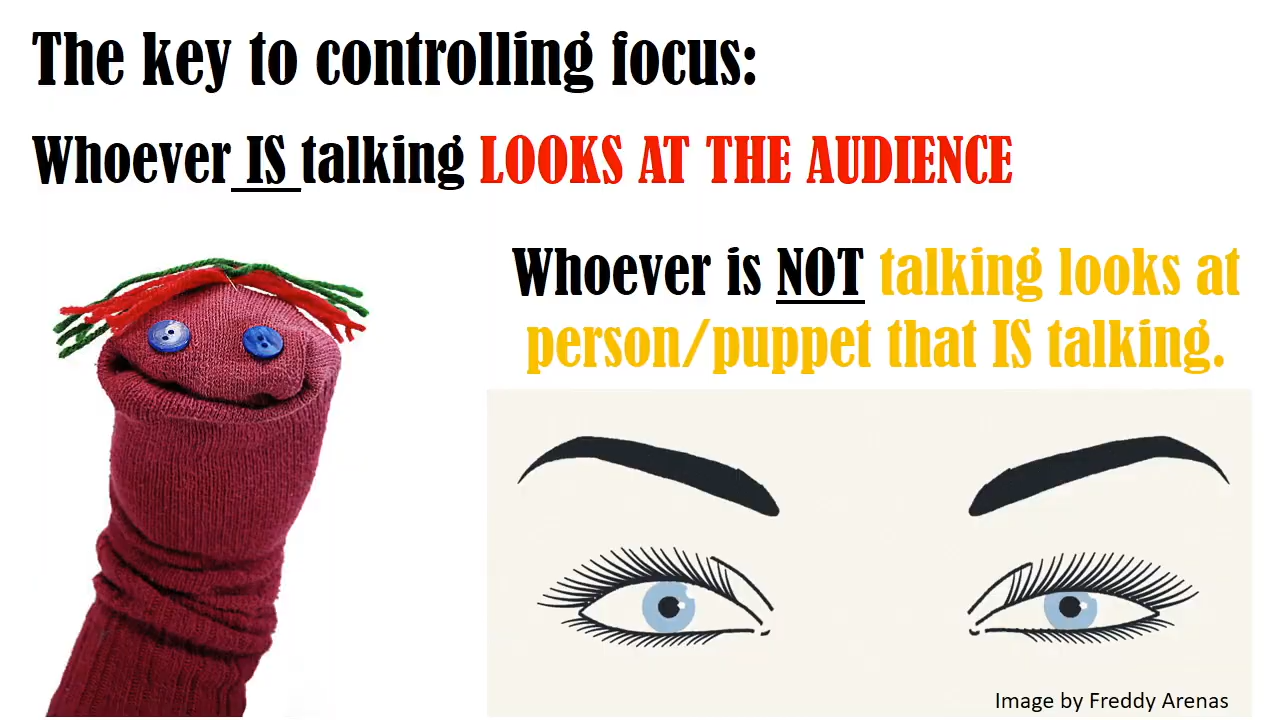 The key to controlling focus:
Whoever IS talking LOOKS AT THE AUDIENCE
Whoever is NOT talking looks at
person/puppet that IS talking.
Image by Freddy Arenas